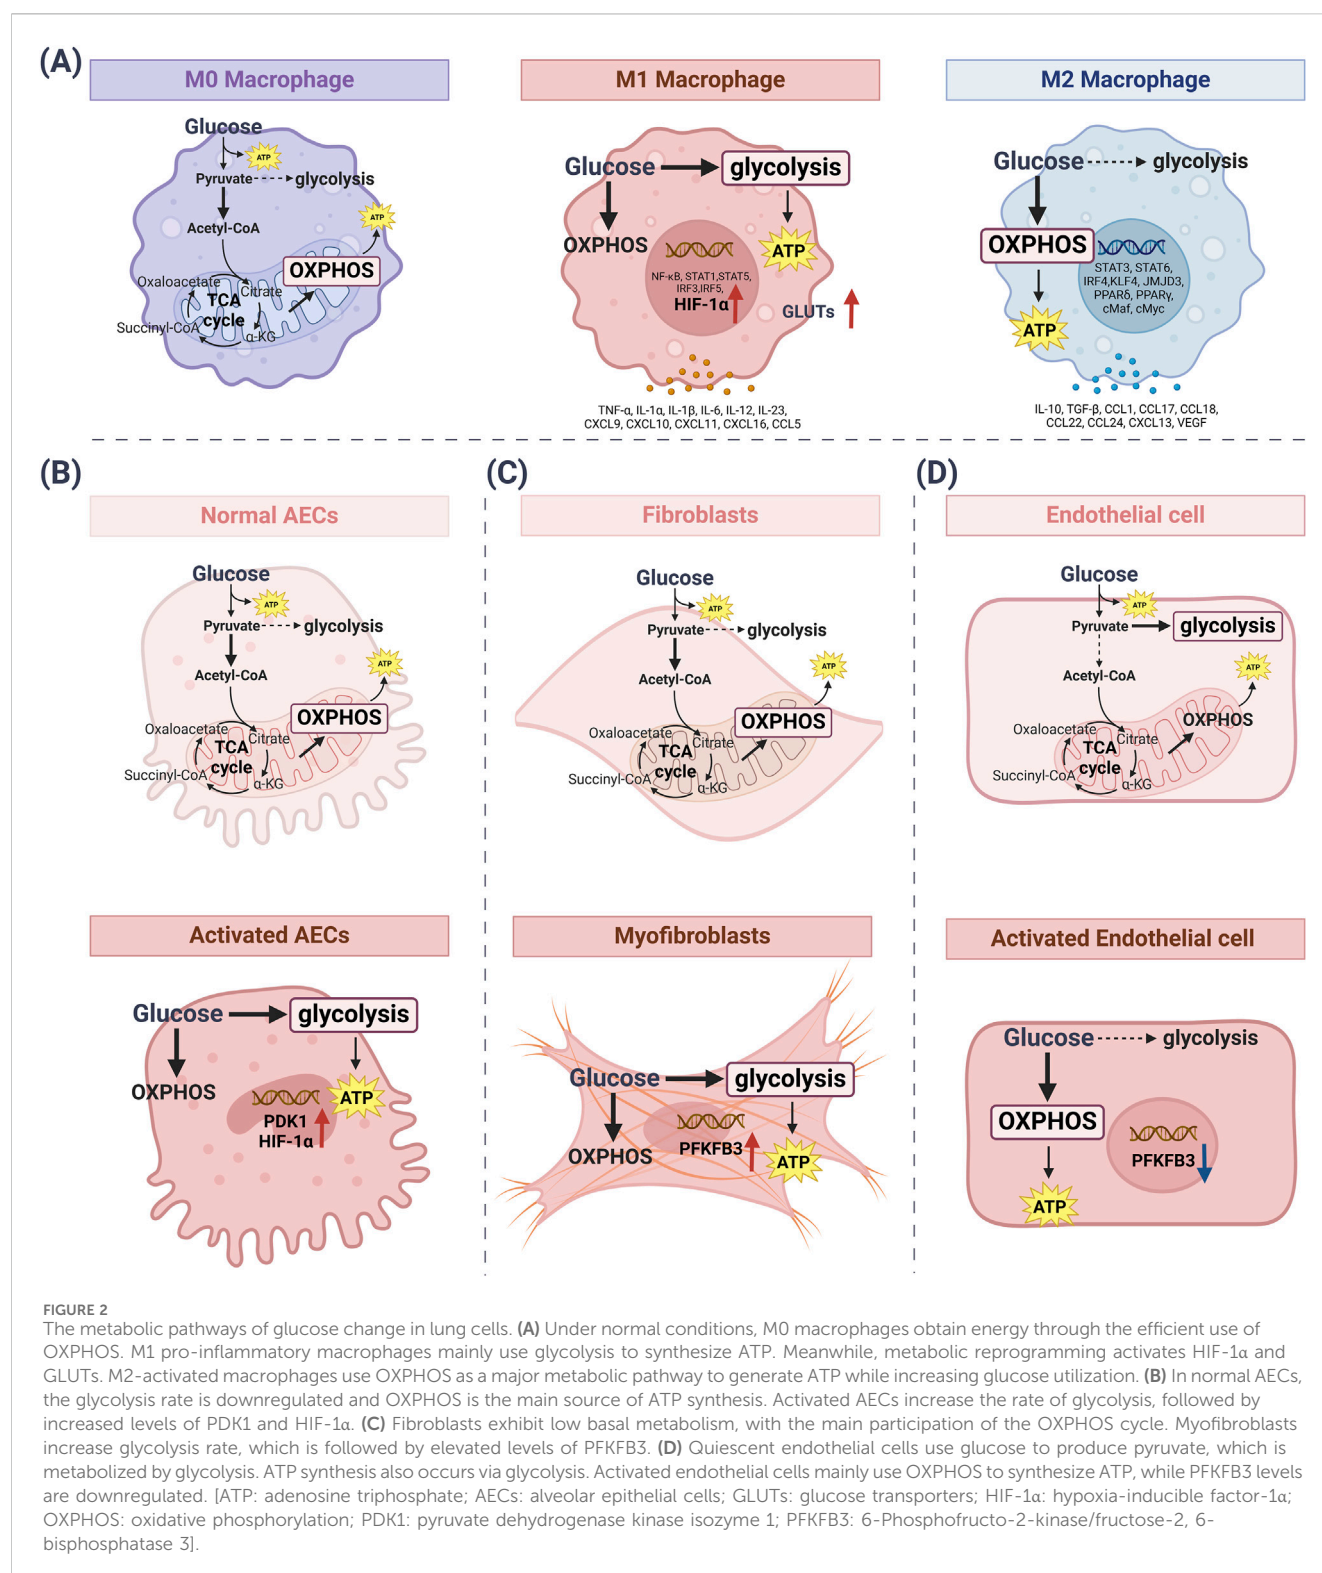 (A)
M0 Macrophage
Glucose
ATP
Pyruvate
glycolysis
Acetyl-CoA
ATP
OXPHOS
Oxaloacetate
Citrate
TCA
cycle
Succinyl-CoA
α-KG
M1 Macrophage
Glucose
glycolysis
OXPHOS
ATP
NF-κB, STAT1,STAT5,
IRF3,IRF5,
HIF-1α
GLUTs
TNF-α, IL-1α, IL-1β, IL-6, IL-12, IL-23,
CXCL9, CXCL10, CXCL11, CXCL16, CCL5
M2 Macrophage
Glucose
glycolysis
OXPHOS
STAT3, STAT6,
IRF4,KLF4, JMJD3,
PPARδ, PPARγ,
cMaf, cMyc
ATP
IL-10, TGF-β, CCL1, CCL17, CCL18,
CCL22, CCL24, CXCL13, VEGF
(B)
Normal AECs
Glucose
ATP
Pyruvate
glycolysis
Acetyl-CoA
ATP
OXPHOS
Oxaloacetate
Citrate
TCA
cycle
Succinyl-CoA
α-KG
Activated AECs
Glucose
glycolysis
OXPHOS
ATP
PDK1
HIF-1α
(C)
Fibroblasts
Glucose
ATP
Pyruvate
glycolysis
Acetyl-CoA
ATP
OXPHOS
Oxaloacetate
Citrate
TCA
cycle
Succinyl-CoA
α-KG
Myofibroblasts
Glucose
glycolysis
OXPHOS
PFKFB3
ATP
(D)
Endothelial cell
Glucose
ATP
Pyruvate
glycolysis
Acetyl-CoA
ATP
OXPHOS
Oxaloacetate
Citrate
TCA
cycle
Succinyl-CoA
α-KG
Activated Endothelial cell
Glucose
glycolysis
OXPHOS
PFKFB3
ATP
FIGURE 2
The metabolic pathways of glucose change in lung cells. (A) Under normal conditions, M0 macrophages obtain energy through the efficient use of
OXPHOS. M1 pro-inflammatory macrophages mainly use glycolysis to synthesize ATP. Meanwhile, metabolic reprogramming activates HIF-1α and
GLUTs. M2-activated macrophages use OXPHOS as a major metabolic pathway to generate ATP while increasing glucose utilization. (B) In normal AECs,
the glycolysis rate is downregulated and OXPHOS is the main source of ATP synthesis. Activated AECs increase the rate of glycolysis, followed by
increased levels of PDK1 and HIF-1α. (C) Fibroblasts exhibit low basal metabolism, with the main participation of the OXPHOS cycle. Myofibroblasts
increase glycolysis rate, which is followed by elevated levels of PFKFB3. (D) Quiescent endothelial cells use glucose to produce pyruvate, which is
metabolized by glycolysis. ATP synthesis also occurs via glycolysis. Activated endothelial cells mainly use OXPHOS to synthesize ATP, while PFKFB3 levels
are downregulated. [ATP: adenosine triphosphate; AECs: alveolar epithelial cells; GLUTs: glucose transporters; HIF-1α: hypoxia-inducible factor-1α;
OXPHOS: oxidative phosphorylation; PDK1: pyruvate dehydrogenase kinase isozyme 1; PFKFB3: 6-Phosphofructo-2-kinase/fructose-2, 6-
bisphosphatase 3].